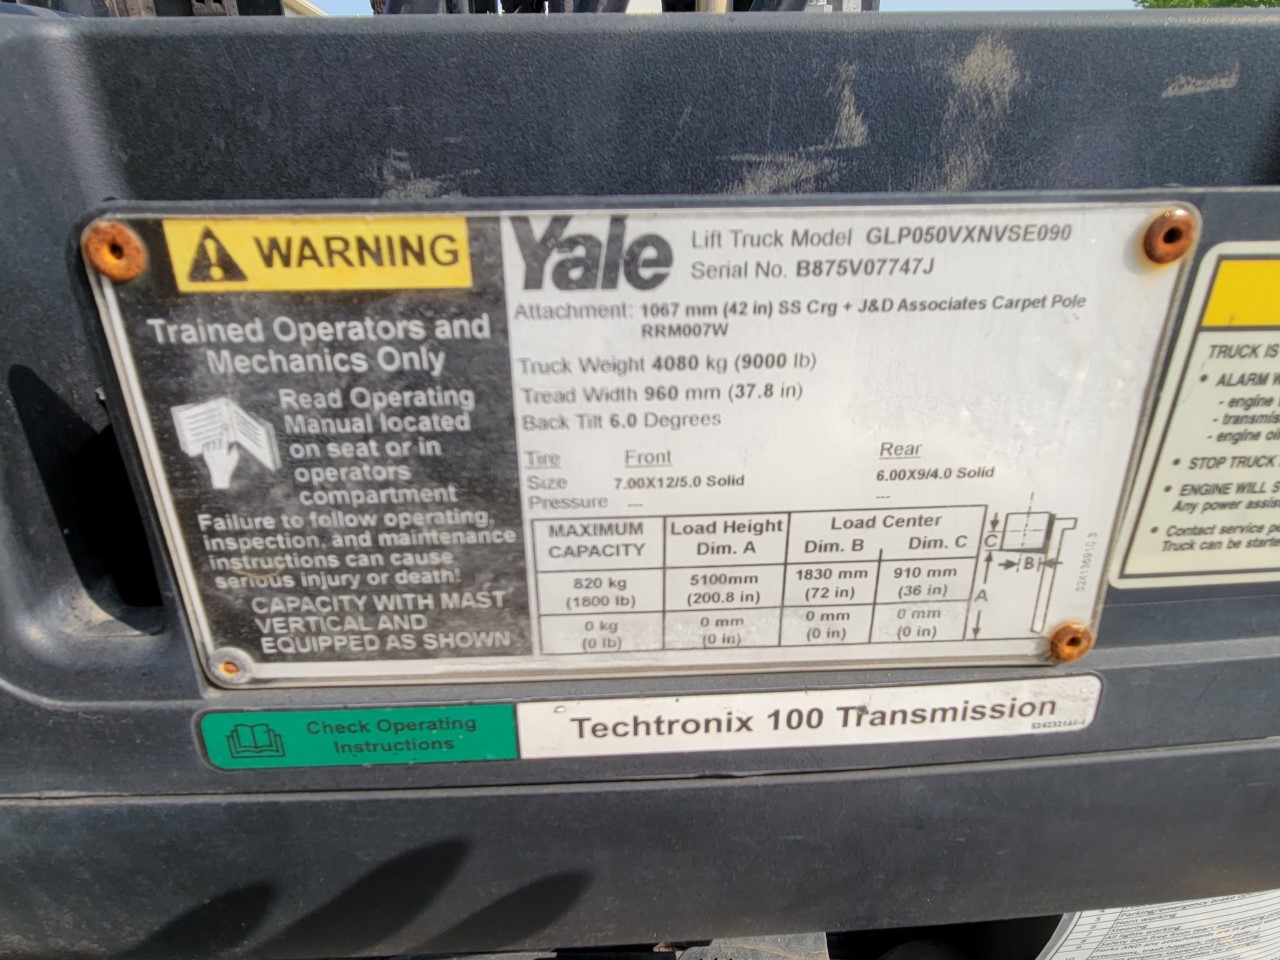 WARNING
Trained Operators and
Mechanics Only
Read Operating
Manual located
on seat or in
operators
compartment
Failure to follow operating,
inspection, and maintenance
instructions can cause
serious injury or death!
CAPACITY WITH MAST
VERTICAL AND
EQUIPPED AS SHOWN
Yale
Lift Truck Model GLP050VXNVSE090
Serial No. B875V07747J
Attachment: 1067 mm (42 in) SS Crg + J&D Associates Carpet Pole
RRM007W
Truck Weight 4080 kg (9000 lb)
Tread Width 960 mm (37.8 in)
Back Tilt 6.0 Degrees
Tire Front Rear
Size 7.00X12/5.0 Solid 6.00X9/4.0 Solid
Pressure --- ---
MAXIMUM CAPACITY Load Height Dim. A Load Center Dim. B Dim. C
820 kg (1800 lb) 5100mm (200.8 in) 1830 mm (72 in) 910 mm (36 in)
0 kg (0 lb) 0 mm (0 in) 0 mm (0 in) 0 mm (0 in)
C
B
A
Check Operating
Instructions
Techtronix 100 Transmission
TRUCK IS
• ALARM
- engine
- engine
• STOP TRUCK
• ENGINE WILL
Any power
• Contact service
Truck can be
Horn working